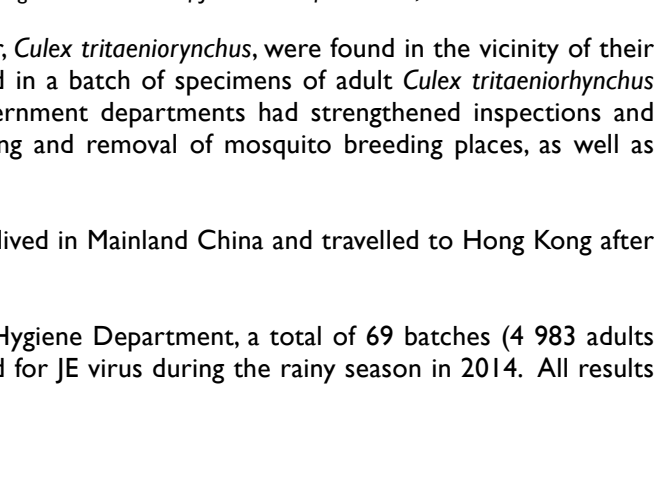 Culex tritaeniorynchus, were found in the vicinity of their
in a batch of specimens of adult Culex tritaeniorhynchus
departments had strengthened inspections and
and removal of mosquito breeding places, as well as
lived in Mainland China and travelled to Hong Kong after
Hygiene Department, a total of 69 batches (4 983 adults
for JE virus during the rainy season in 2014. All results